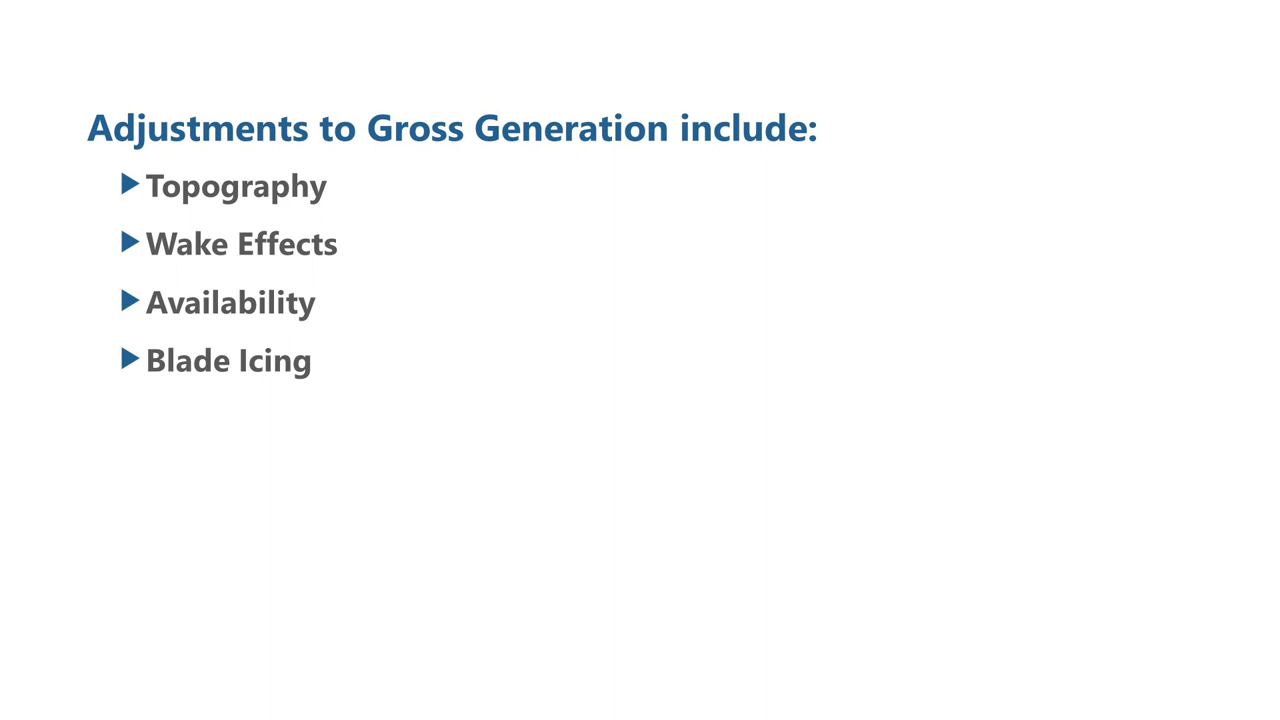 Adjustments to Gross Generation include:
Topography
Wake Effects
Availability
Blade Icing